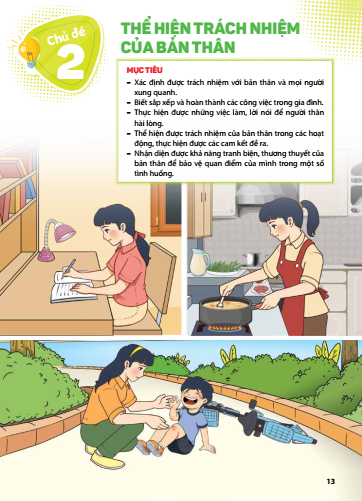 Chủ đề
2
THỂ HIỆN TRÁCH NHIỆM
CỦA BẢN THÂN
MỤC TIÊU
– Xác định được trách nhiệm với bản thân và mọi người
xung quanh.
– Biết sắp xếp và hoàn thành các công việc trong gia đình.
– Thực hiện được những việc làm, lời nói để người thân
hài lòng.
– Thể hiện được trách nhiệm của bản thân trong các hoạt
động, thực hiện được các cam kết đề ra.
– Nhận diện được khả năng tranh biện, thương thuyết của
bản thân để bảo vệ quan điểm của mình trong một số
tình huống.
13